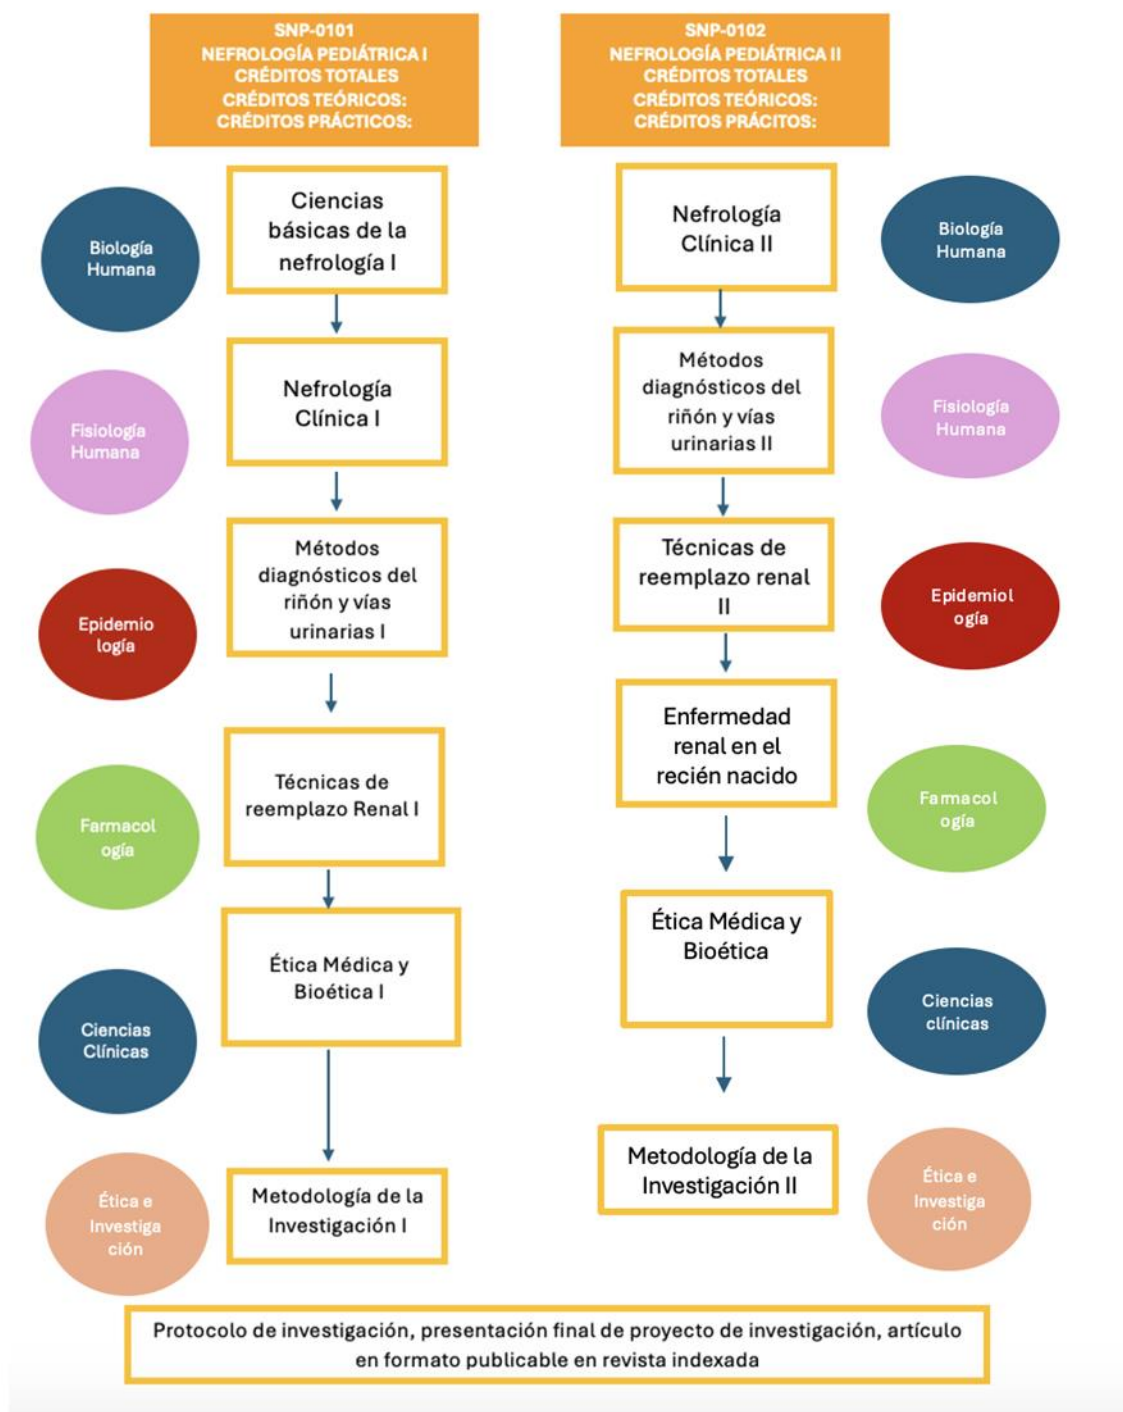 SNP-0101
NEFROLOGÍA PEDIÁTRICA I
CRÉDITOS TOTALES
CRÉDITOS TEÓRICOS:
CRÉDITOS PRÁCTICOS:
SNP-0102
NEFROLOGÍA PEDIÁTRICA II
CRÉDITOS TOTALES
CRÉDITOS TEÓRICOS:
CRÉDITOS PRÁCITOS:
Biología
Humana
Ciencias
básicas de la
nefrología I
Nefrología
Clínica II
Biología
Humana
Fisiología
Humana
Nefrología
Clínica I
Métodos
diagnósticos del
riñón y vías
urinarias II
Fisiología
Humana
Epidemio
logía
Métodos
diagnósticos del
riñón y vías
urinarias I
Técnicas de
reemplazo renal
II
Epidemiol
ogía
Farmacol
ogía
Técnicas de
reemplazo Renal I
Enfermedad
renal en el
recién nacido
Farmacol
ogía
Ciencias
Clínicas
Ética Médica y
Bioética I
Ética Médica y
Bioética
Ciencias
clínicas
Ética e
Investiga
ción
Metodología de la
Investigación I
Metodología de la
Investigación II
Ética e
Investiga
ción
Protocolo de investigación, presentación final de proyecto de investigación, artículo
en formato publicable en revista indexada